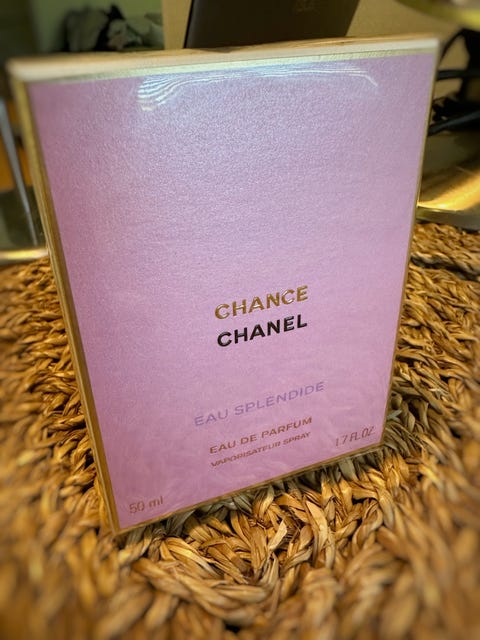 CHANCE
CHANEL
EAU SPLENDIDE
EAU DE PARFUM
VAPORISATEUR SPRAY
50 ml
1.7 FL.OZ